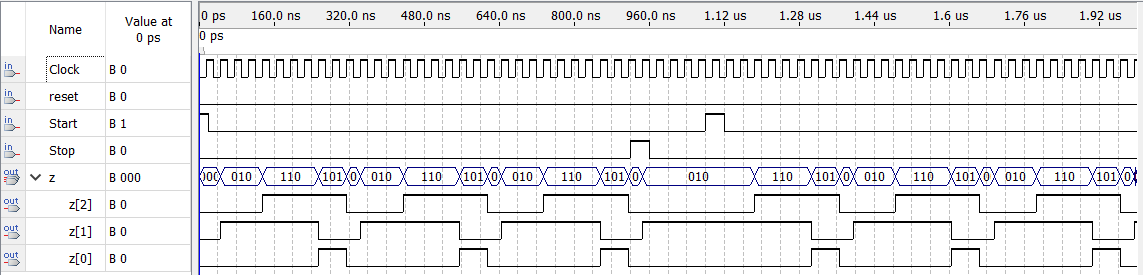 Name Value at 0 ps
0 ps 160.0 ns 320.0 ns 480.0 ns 640.0 ns 800.0 ns 960.0 ns 1.12 us 1.28 us 1.44 us 1.6 us 1.76 us 1.92 us
0 ps
in Clock B 0
in reset B 0
in Start B 1
in Stop B 0
out z B 000 010 110 101 0 010 110 101 0 010 110 101 0 010 110 101 0 010 110 101 0 010 110 101 0
out z[2] B 0
out z[1] B 0
out z[0] B 0